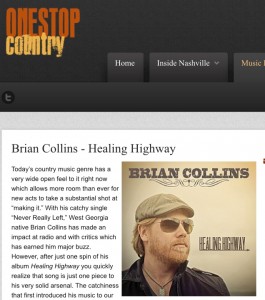 ONESTOP
country
Home
Inside Nashville
Music
Brian Collins - Healing Highway
Today's country music genre has a
very wide open feel to it right now
which allows more room than ever for
new acts to take a substantial shot at
"making it." With his catchy single
"Never Really Left," West Georgia
native Brian Collins has made an
impact at radio and with critics which
has earned him major buzz.
However, after just one spin of his
album Healing Highway you quickly
realize that song is just one piece to
his very solid arsenal. The catchiness
that first introduced his music to our
BRIAN COLLINS
HEALING HIGHWAY...